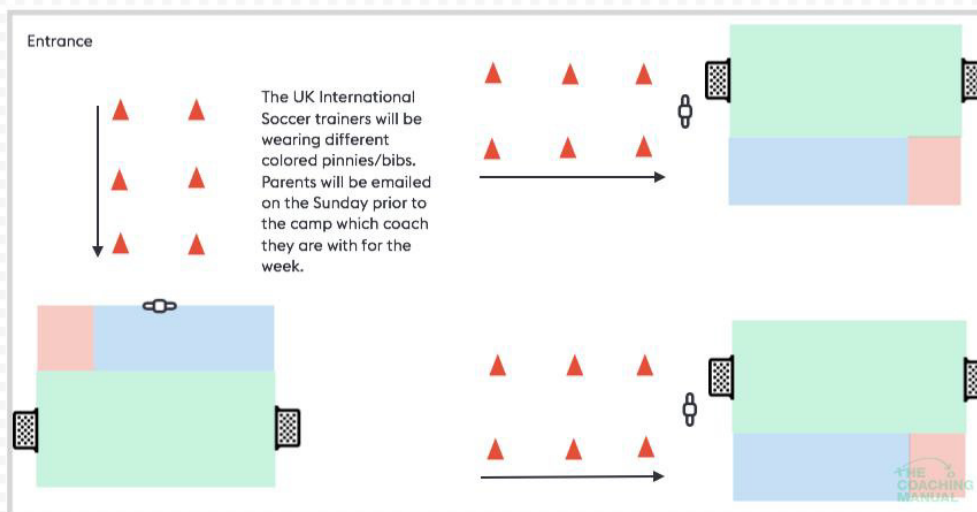 Entrance
The UK International
Soccer trainers will be
wearing different
colored pinnies/bibs.
Parents will be emailed
on the Sunday prior to
the camp which coach
they are with for the
week.
THE
COACHING
MANUAL